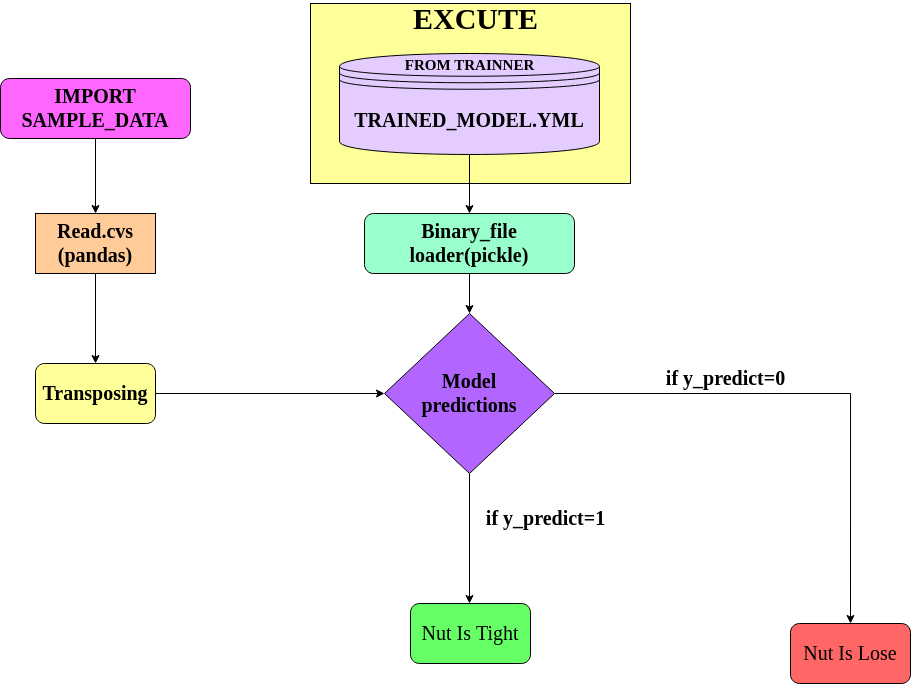 EXCUTE
FROM TRAINNER
TRAINED_MODEL.YML
IMPORT
SAMPLE_DATA
Read.cvs
(pandas)
Binary_file
loader(pickle)
Transposing
Model
predictions
if y_predict=0
if y_predict=1
Nut Is Tight
Nut Is Lose